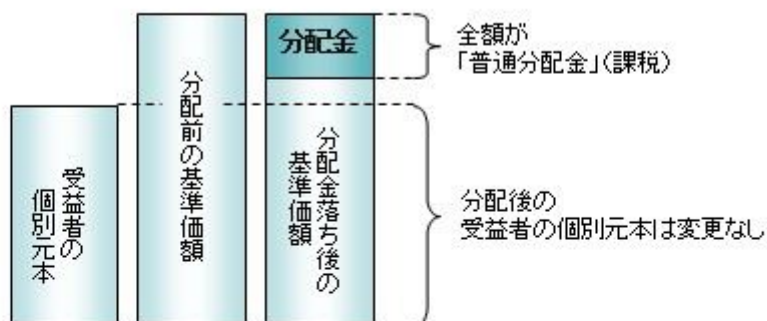 受益者の
個別元本
分配前の基準価額
分配金
分配金落ち後の
基準価額
全額が
「普通分配金」(課税)
分配後の
受益者の個別元本は変更なし